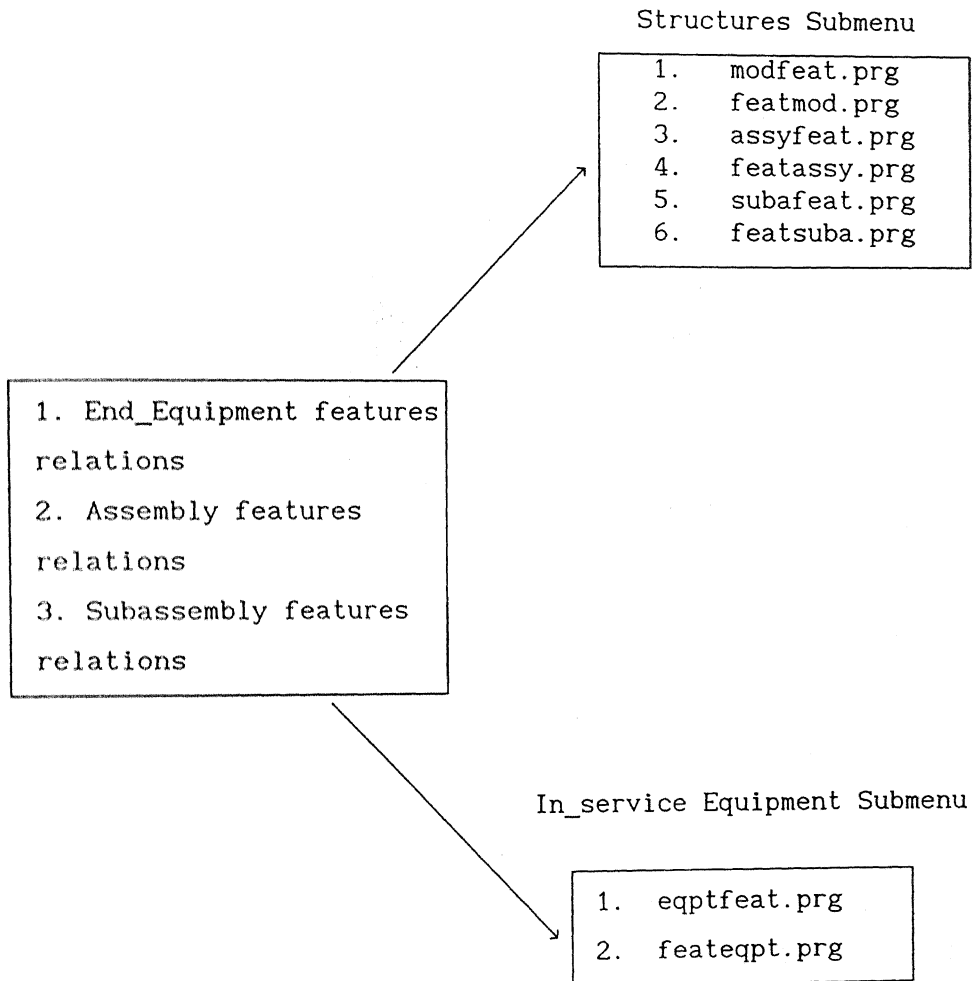 Structures Submenu
1. modfeat.prg
2. featmod.prg
3. assyfeat.prg
4. featassy.prg
5. subafeat.prg
6. featsuba.prg
1. End_Equipment features
relations
2. Assembly features
relations
3. Subassembly features
relations
In_service Equipment Submenu
1. eqptfeat.prg
2. feateqpt.prg